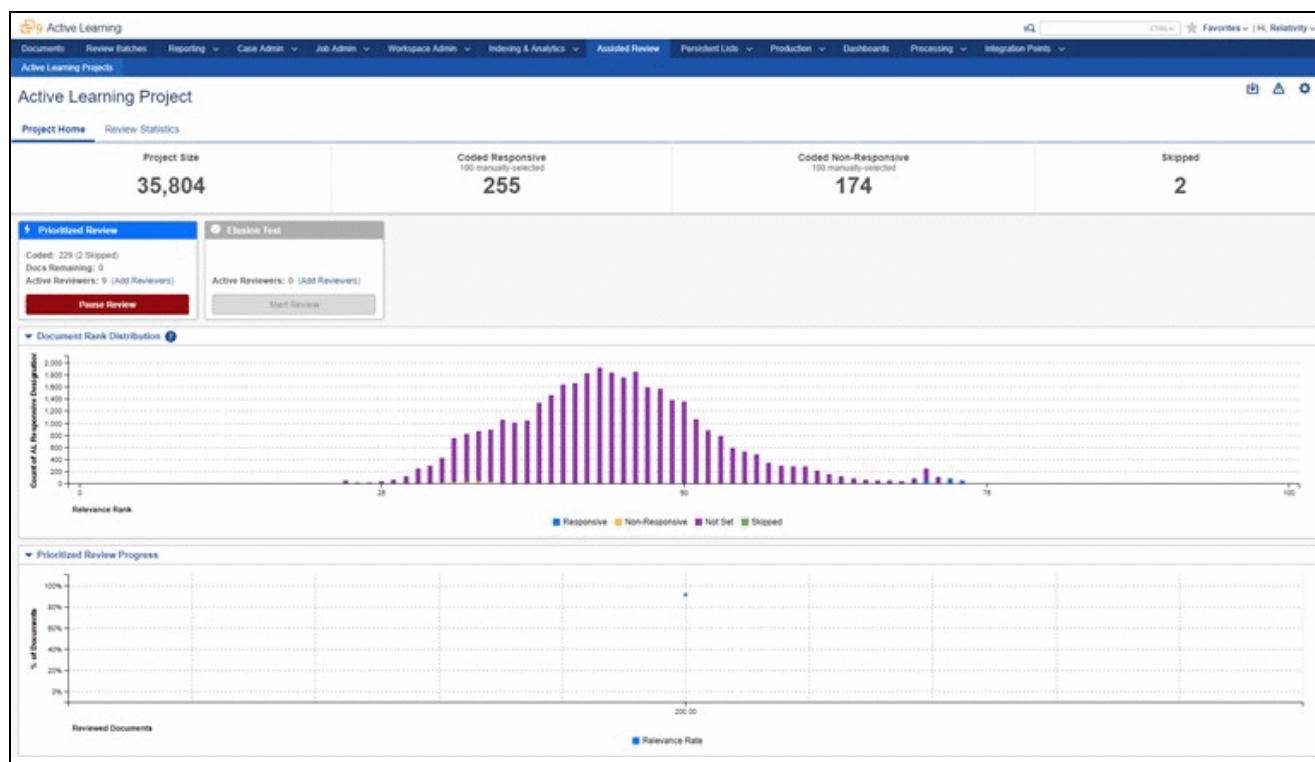 9 Active Learning
Favorites | Hi, Relativity
Documents Review Batches Reporting Case Admin Job Admin Workspace Admin Indexing & Analytics Assisted Review Persistent Lists Production Dashboards Processing Integration Points
Active Learning Projects
Active Learning Project
Project Home Review Statistics
Project Size Coded Responsive Coded Non-Responsive Skipped
100 manually-selected 100 manually-selected
35,804 255 174 2
Prioritized Review Elusion Test
Coded: 229 (2 Skipped)
Docs Remaining: 0
Active Reviewers: 9 (Add Reviewers) Active Reviewers: 0 (Add Reviewers)
Pause Review Start Review
Document Rank Distribution ?
Count of AL Responsive Designation
2,000
1,800
1,600
1,400
1,200
1,000
800
600
400
200
0
0 25 50 75 100
Relevance Rank
Responsive Non-Responsive Not Set Skipped
Prioritized Review Progress
% of Documents
100%
80%
60%
40%
20%
0%
200.00
Reviewed Documents
Relevance Rate